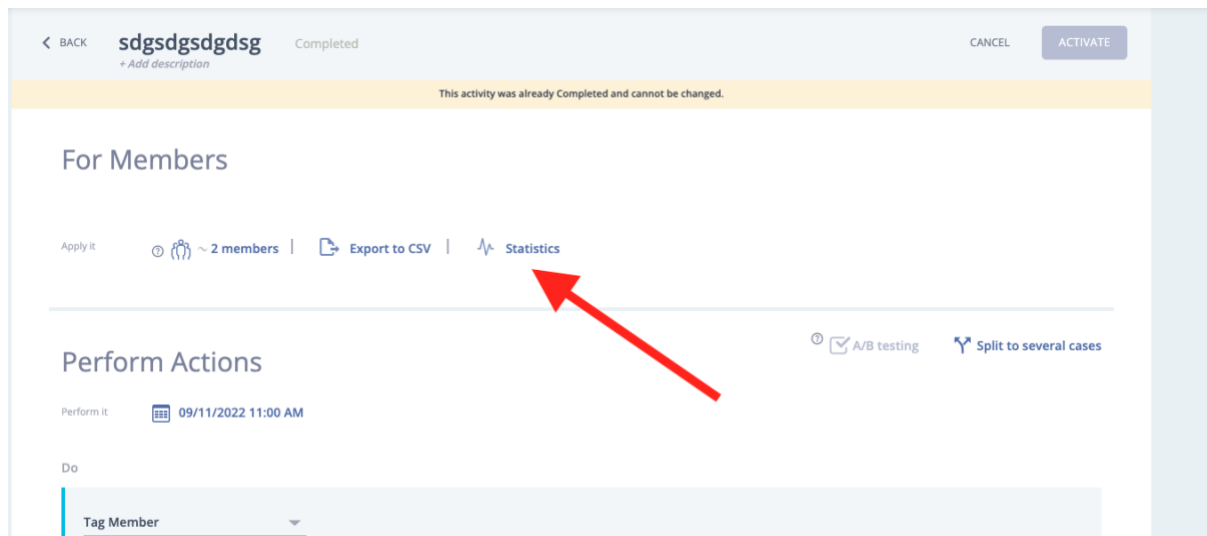 BACK sdgsdgsdgdsg Completed CANCEL ACTIVATE
+ Add description
This activity was already Completed and cannot be changed.
For Members
Apply it ? ~ 2 members | Export to CSV | Statistics
? A/B testing Split to several cases
Perform Actions
Perform it 09/11/2022 11:00 AM
Do
Tag Member